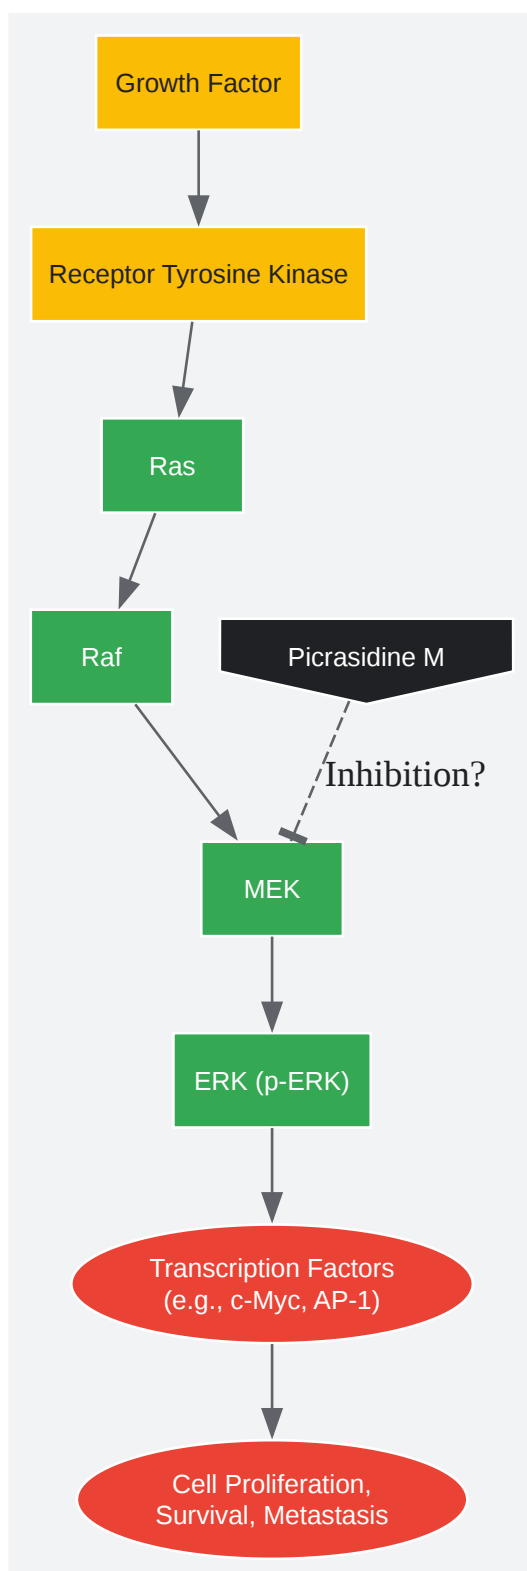 Growth Factor
Receptor Tyrosine Kinase
Ras
Raf
Picrasidine M
Inhibition?
MEK
ERK (p-ERK)
Transcription Factors
(e.g., c-Myc, AP-1)
Cell Proliferation,
Survival, Metastasis